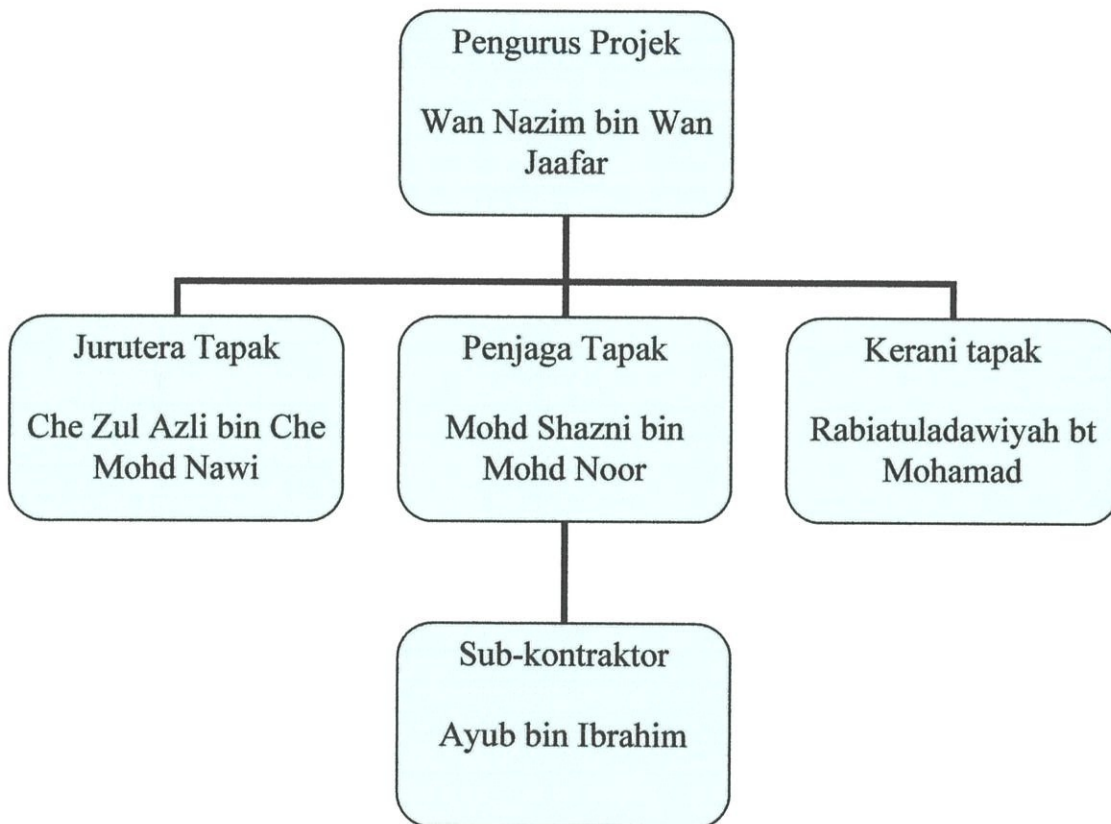 Pengurus Projek
Wan Nazim bin Wan
Jaafar
Jurutera Tapak
Che Zul Azli bin Che
Mohd Nawi
Penjaga Tapak
Mohd Shazni bin
Mohd Noor
Kerani tapak
Rabiatuladawiyah bt
Mohamad
Sub-kontraktor
Ayub bin Ibrahim